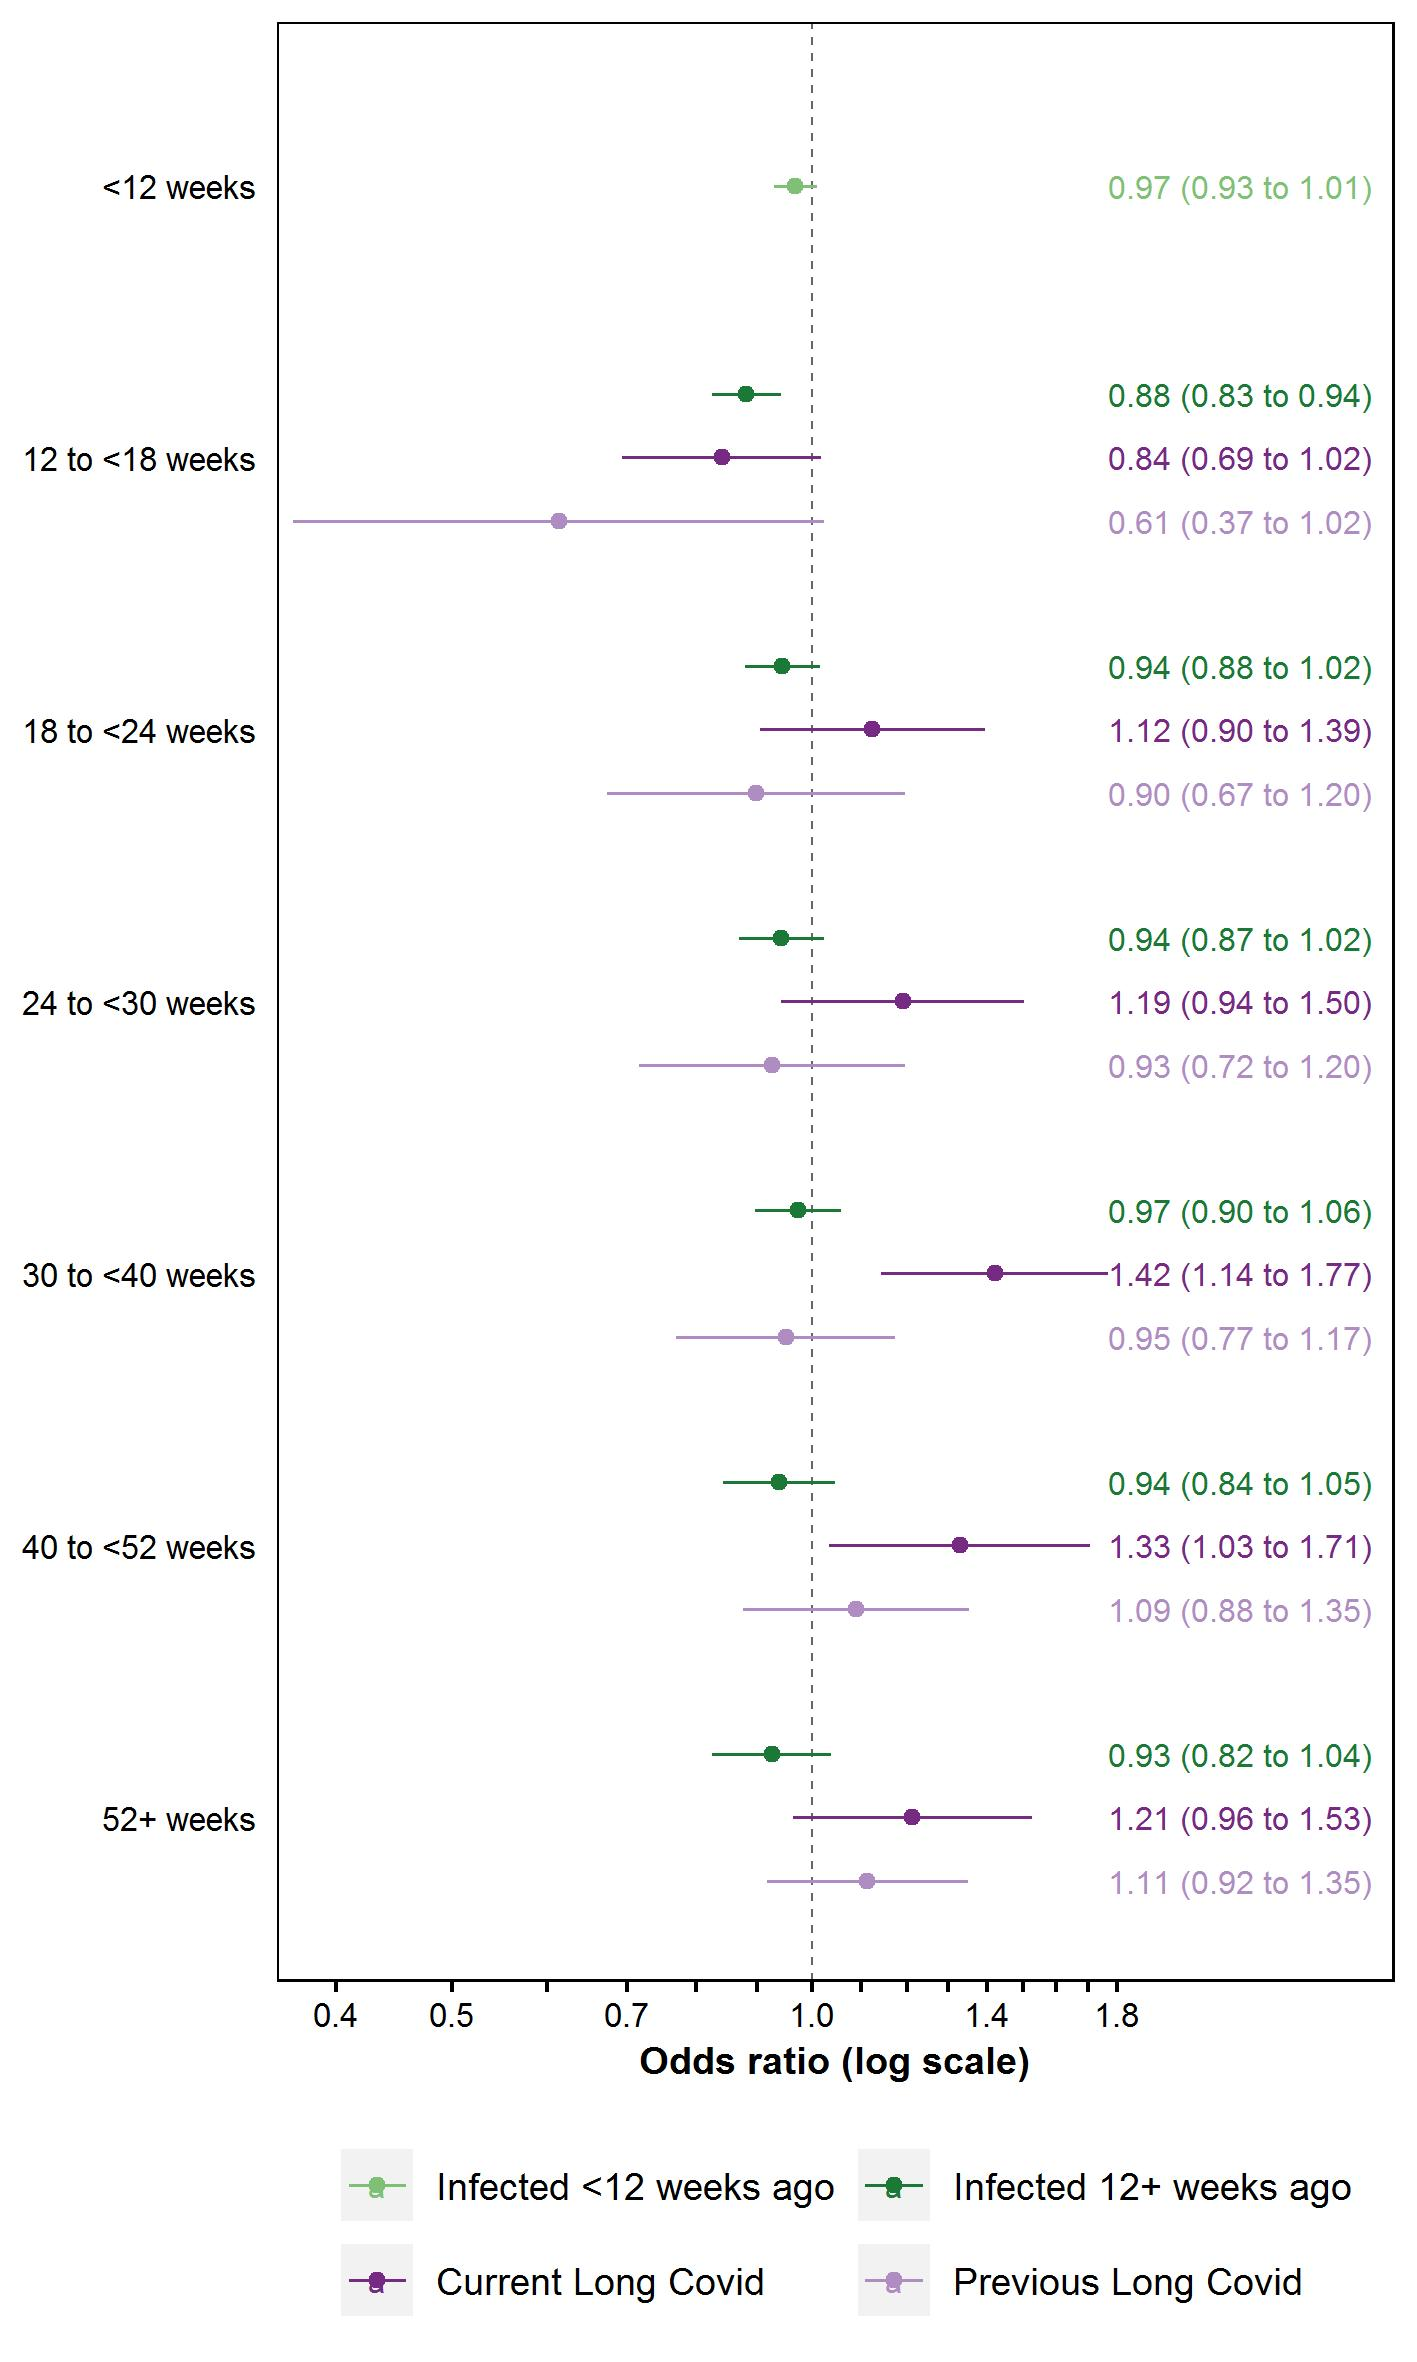 <12 weeks 0.97 (0.93 to 1.01)
0.88 (0.83 to 0.94)
12 to <18 weeks 0.84 (0.69 to 1.02)
0.61 (0.37 to 1.02)
0.94 (0.88 to 1.02)
18 to <24 weeks 1.12 (0.90 to 1.39)
0.90 (0.67 to 1.20)
0.94 (0.87 to 1.02)
24 to <30 weeks 1.19 (0.94 to 1.50)
0.93 (0.72 to 1.20)
0.97 (0.90 to 1.06)
30 to <40 weeks 1.42 (1.14 to 1.77)
0.95 (0.77 to 1.17)
0.94 (0.84 to 1.05)
40 to <52 weeks 1.33 (1.03 to 1.71)
1.09 (0.88 to 1.35)
0.93 (0.82 to 1.04)
52+ weeks 1.21 (0.96 to 1.53)
1.11 (0.92 to 1.35)
0.4 0.5 0.7 1.0 1.4 1.8
Odds ratio (log scale)
a Infected <12 weeks ago a Infected 12+ weeks ago
a Current Long Covid a Previous Long Covid